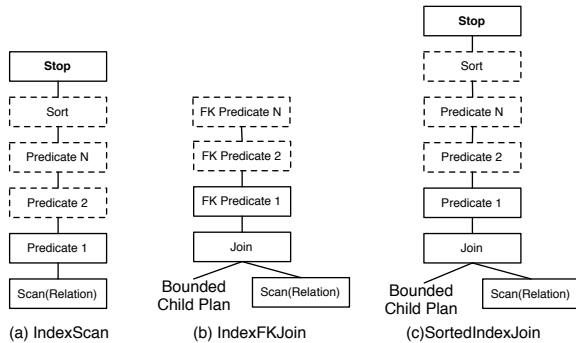 Stop
Sort
Predicate N
Predicate 2
Predicate 1
Scan(Relation)
(a) IndexScan
FK Predicate N
FK Predicate 2
FK Predicate 1
Join
Bounded
Child Plan
Scan(Relation)
(b) IndexFKJoin
Stop
Sort
Predicate N
Predicate 2
Predicate 1
Join
Bounded
Child Plan
Scan(Relation)
(c)SortedIndexJoin